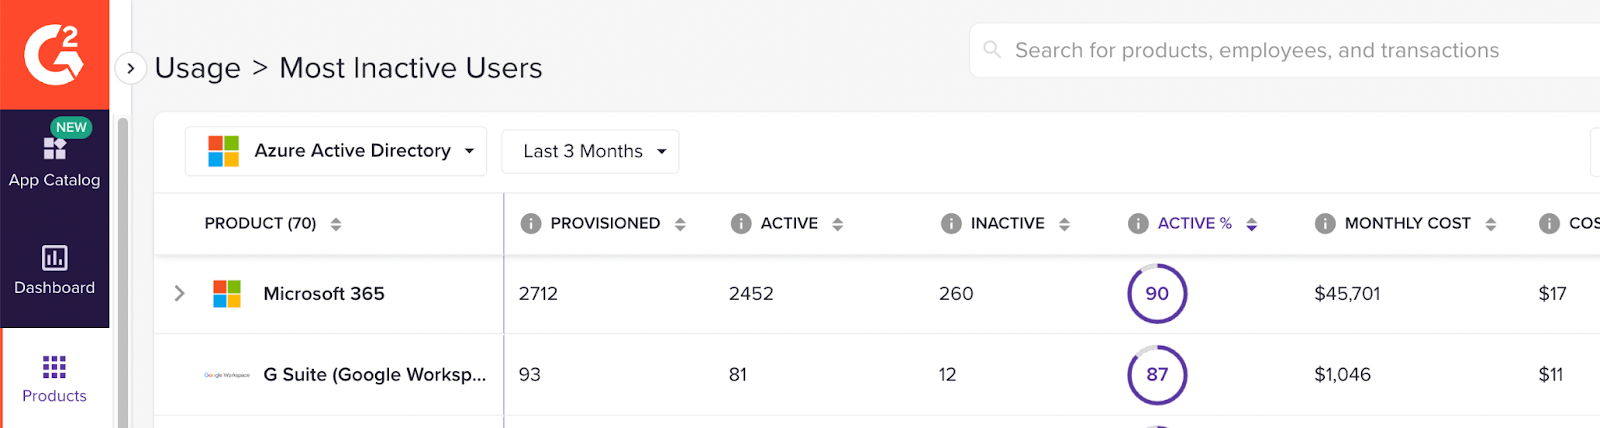 G2
Usage > Most Inactive Users
Search for products, employees, and transactions
NEW
App Catalog
Dashboard
Products
Azure Active Directory
Last 3 Months
PRODUCT (70) PROVISIONED ACTIVE INACTIVE ACTIVE % MONTHLY COST COS
Microsoft 365 2712 2452 260 90 $45,701 $17
Google Workspace G Suite (Google Worksp... 93 81 12 87 $1,046 $11